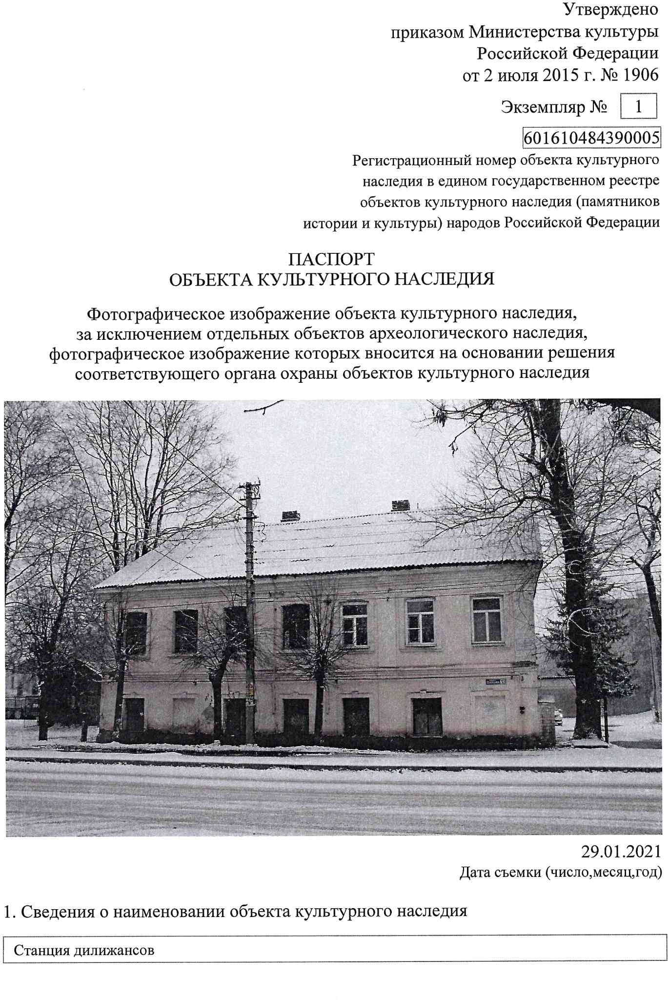 Утверждено
приказом Министерства культуры
Российской Федерации
от 2 июля 2015 г. № 1906
Экземпляр № 1
601610484390005
Регистрационный номер объекта культурного
наследия в едином государственном реестре
объектов культурного наследия (памятников
истории и культуры) народов Российской Федерации
ПАСПОРТ
ОБЪЕКТА КУЛЬТУРНОГО НАСЛЕДИЯ
Фотографическое изображение объекта культурного наследия,
за исключением отдельных объектов археологического наследия,
фотографическое изображение которых вносится на основании решения
соответствующего органа охраны объектов культурного наследия
29.01.2021
Дата съемки (число,месяц,год)
1. Сведения о наименовании объекта культурного наследия
Станция дилижансов